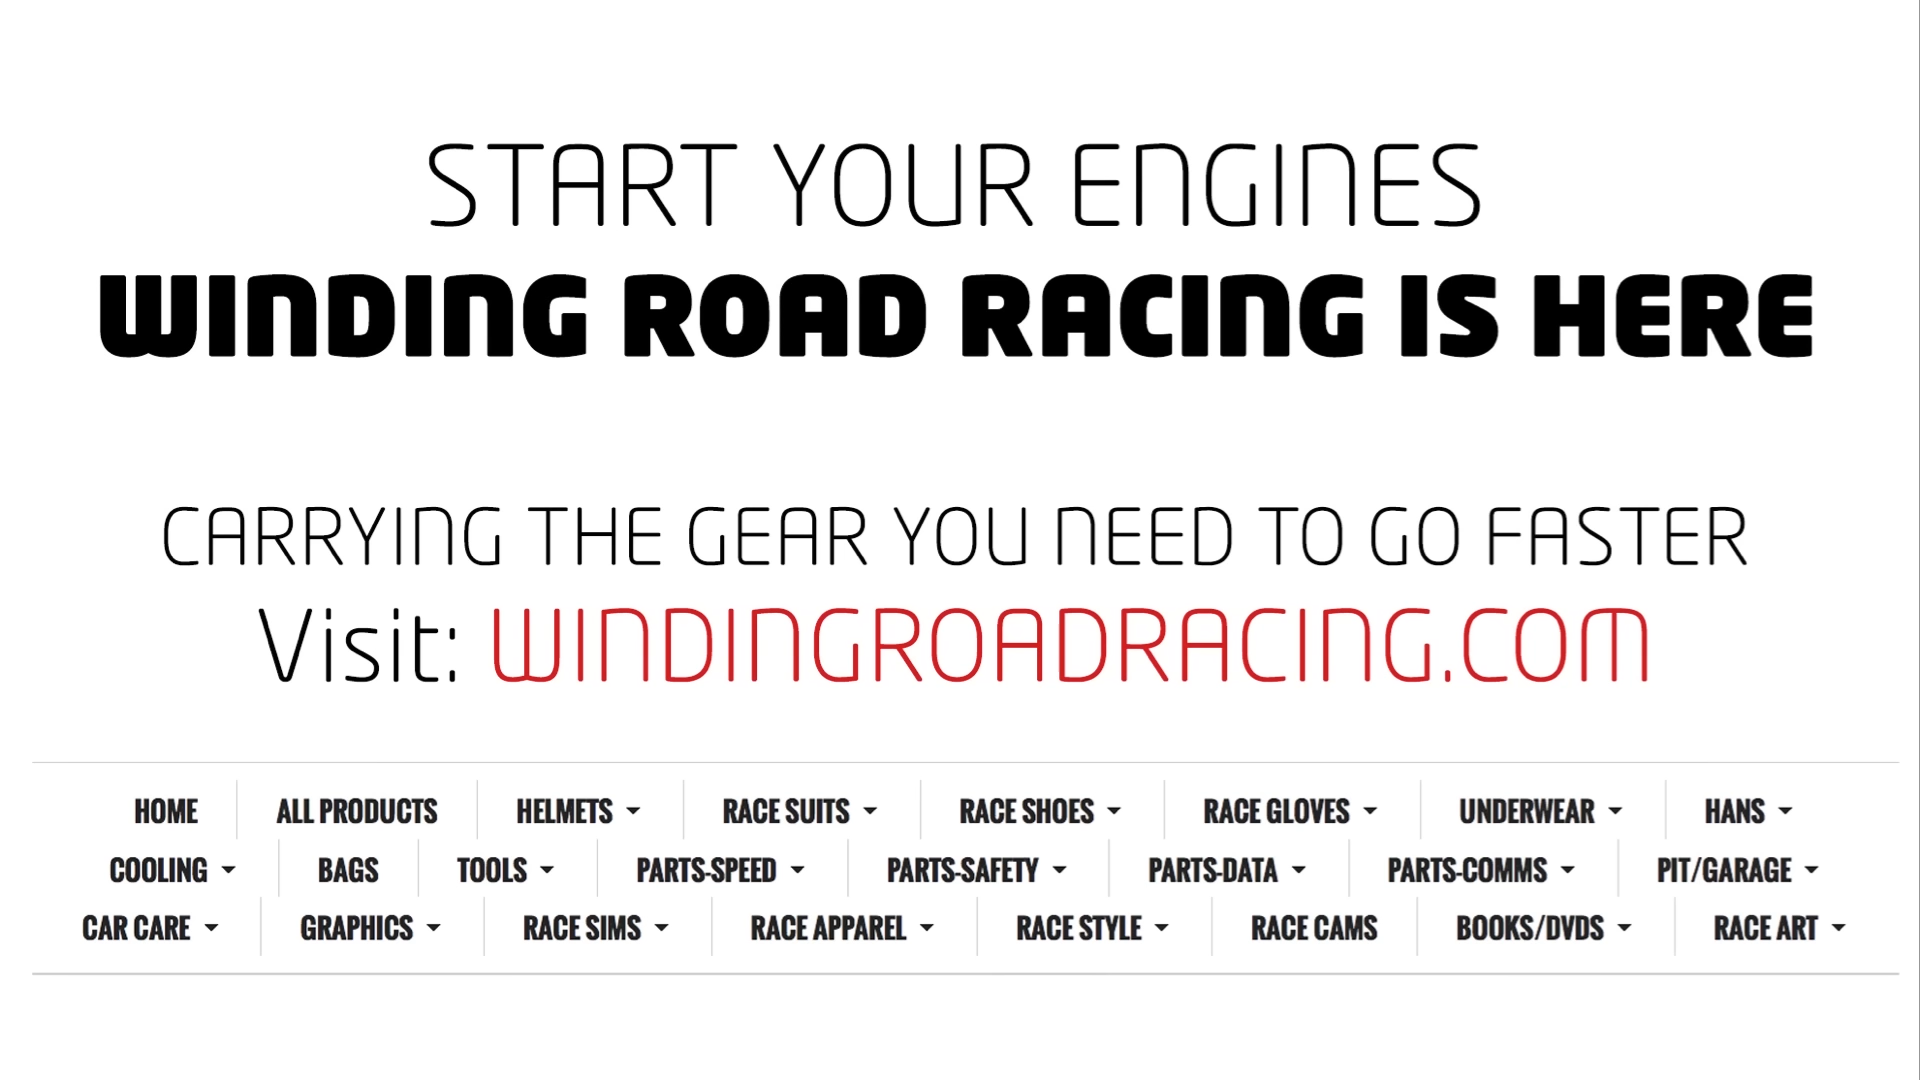 START YOUR ENGINES
WINDING ROAD RACING IS HERE
CARRYING THE GEAR YOU NEED TO GO FASTER
Visit: WINDINGROADRACING.COM
HOME ALL PRODUCTS HELMETS RACE SUITS RACE SHOES RACE GLOVES UNDERWEAR HANS
COOLING BAGS TOOLS PARTS-SPEED PARTS-SAFETY PARTS-DATA PARTS-COMMS PIT/GARAGE
CAR CARE GRAPHICS RACE SIMS RACE APPAREL RACE STYLE RACE CAMS BOOKS/DVDS RACE ART